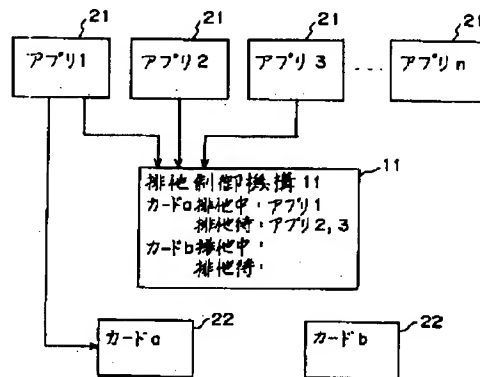 21 21 21 21
アプリ1 アプリ2 アプリ3 アプリn
11
排他制御機構11
カードa排他中:アプリ1
排他待:アプリ2,3
カードb排他中:
排他待:
22 22
カードa カードb